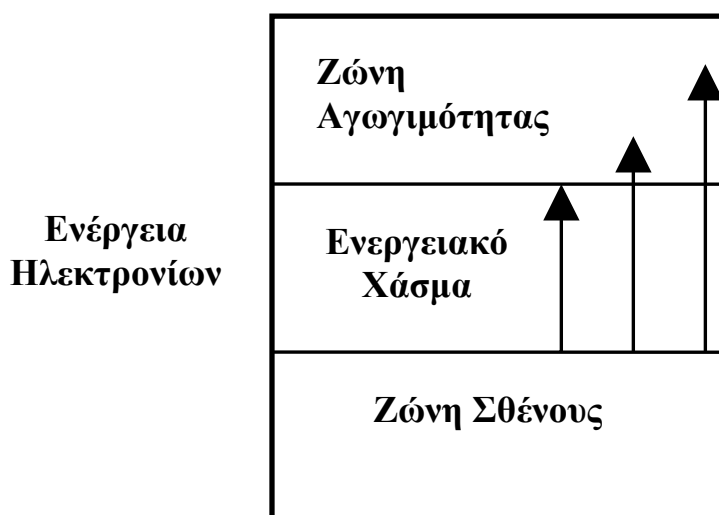 Ζώνη
Αγωγιμότητας
Ενέργεια
Ηλεκτρονίων
Ενεργειακό
Χάσμα
Ζώνη Σθένους